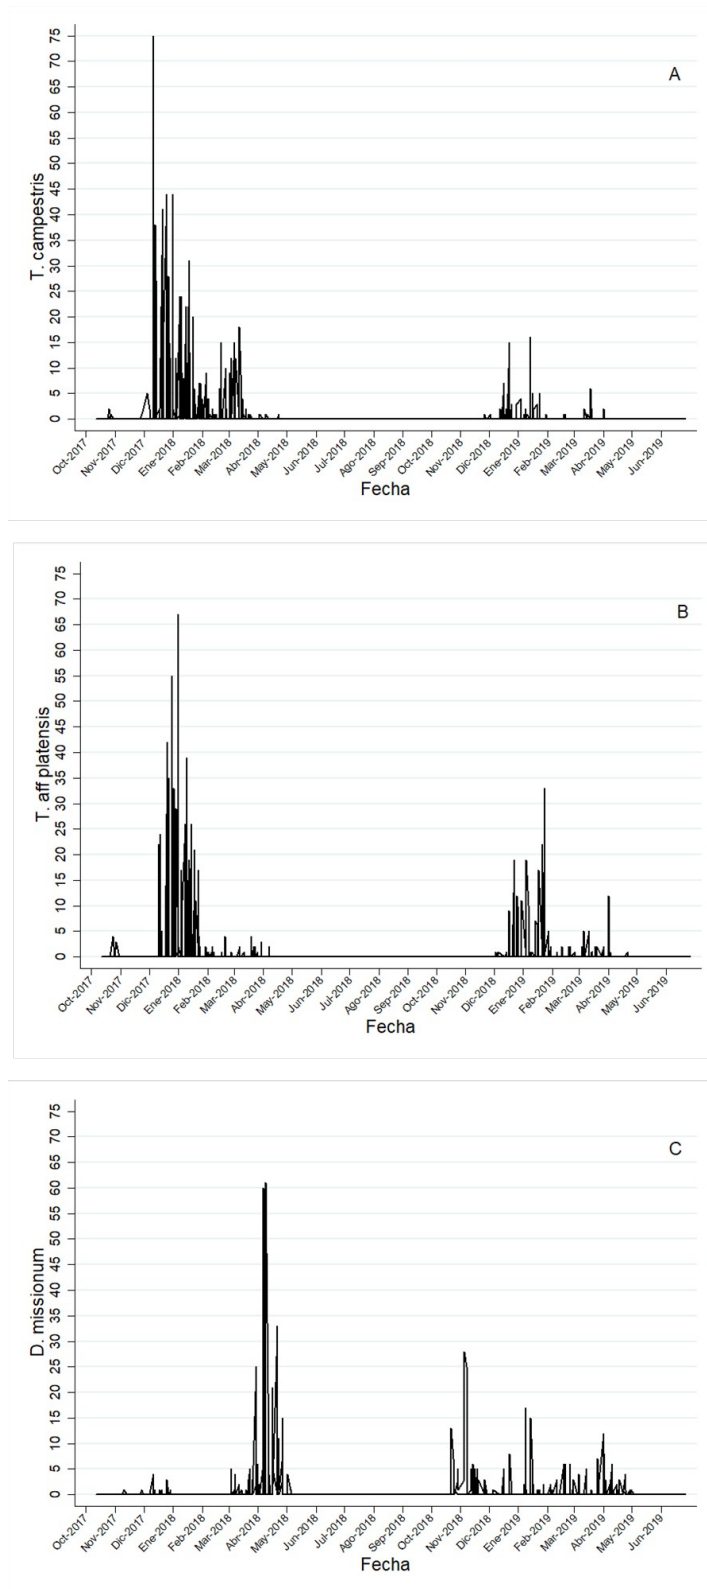 A
T. campestris
75
70
65
60
55
50
45
40
35
30
25
20
15
10
5
0
Oct-2017
Nov-2017
Dic-2017
Ene-2018
Feb-2018
Mar-2018
Abr-2018
May-2018
Jun-2018
Jul-2018
Ago-2018
Sep-2018
Oct-2018
Nov-2018
Dic-2018
Ene-2019
Feb-2019
Mar-2019
Abr-2019
May-2019
Jun-2019
Fecha
B
T. aff platensis
75
70
65
60
55
50
45
40
35
30
25
20
15
10
5
0
Oct-2017
Nov-2017
Dic-2017
Ene-2018
Feb-2018
Mar-2018
Abr-2018
May-2018
Jun-2018
Jul-2018
Ago-2018
Sep-2018
Oct-2018
Nov-2018
Dic-2018
Ene-2019
Feb-2019
Mar-2019
Abr-2019
May-2019
Jun-2019
Fecha
C
D. missionum
75
70
65
60
55
50
45
40
35
30
25
20
15
10
5
0
Oct-2017
Nov-2017
Dic-2017
Ene-2018
Feb-2018
Mar-2018
Abr-2018
May-2018
Jun-2018
Jul-2018
Ago-2018
Sep-2018
Oct-2018
Nov-2018
Dic-2018
Ene-2019
Feb-2019
Mar-2019
Abr-2019
May-2019
Jun-2019
Fecha